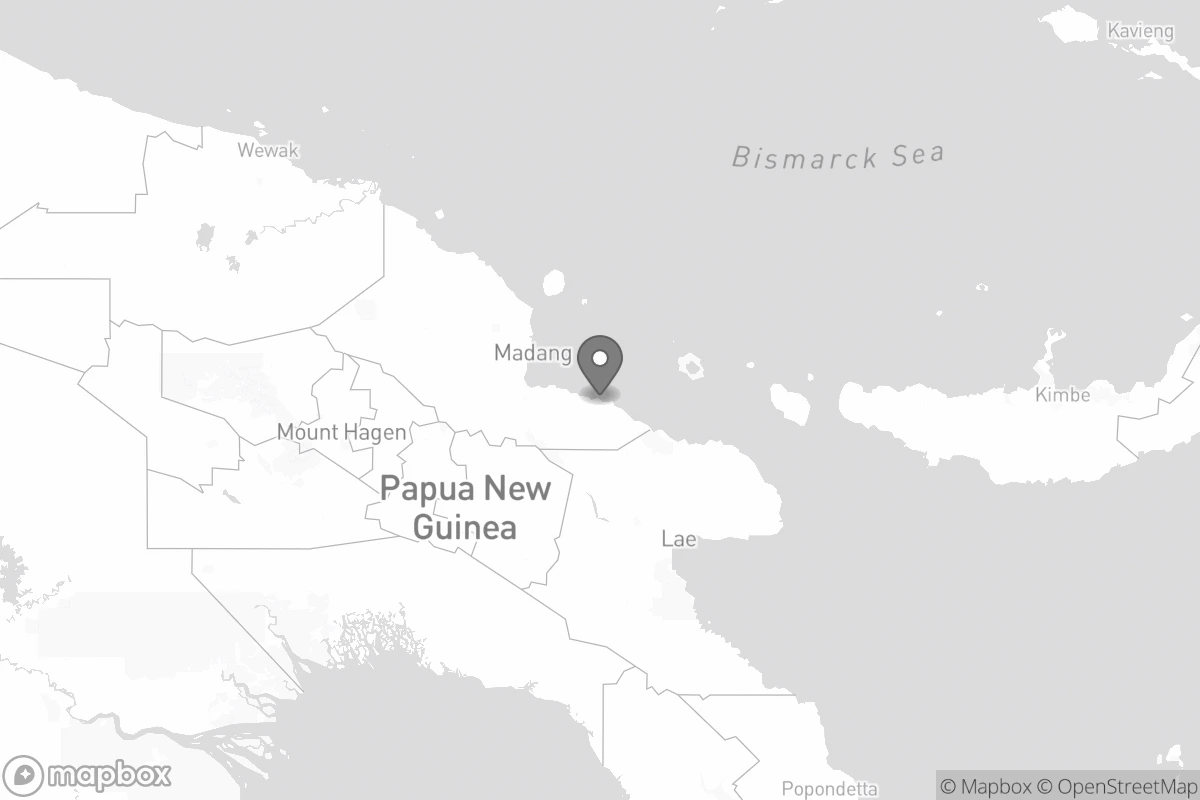 Kavieng
Wewak
Bismarck Sea
Madang
Kimbe
Mount Hagen
Papua New
Guinea
Lae
Popondetta
mapbox
© Mapbox © OpenStreetMap